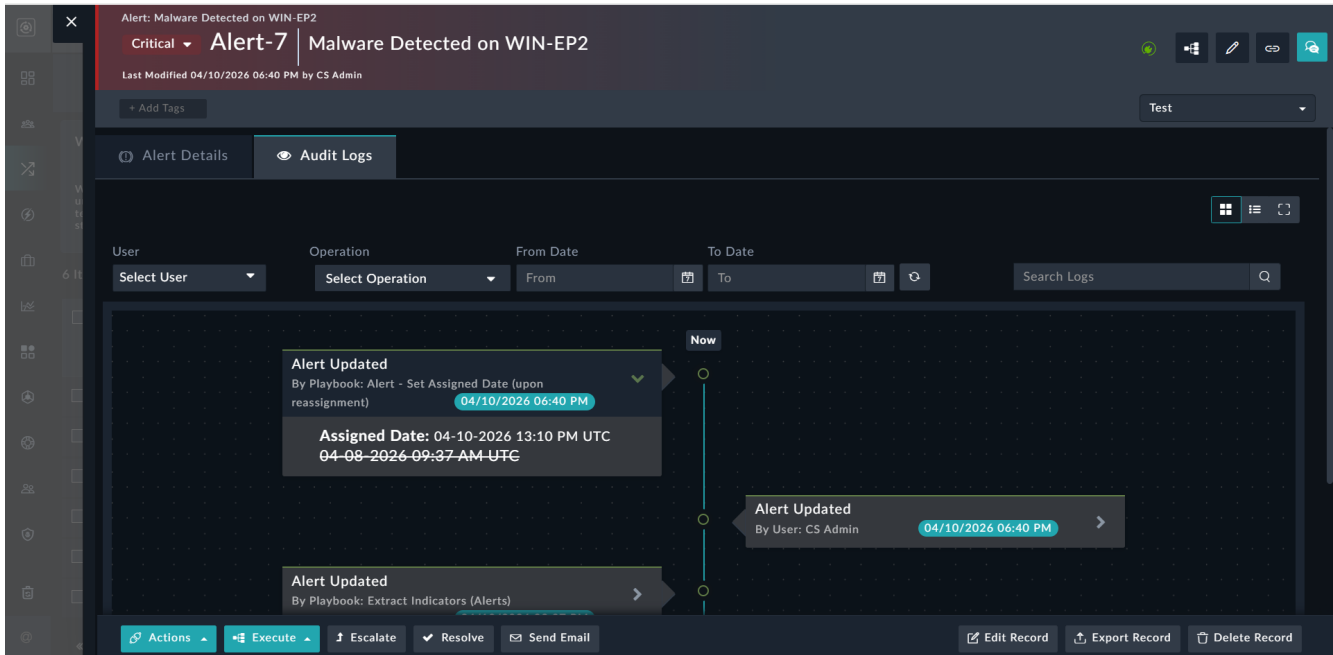 Alert: Malware Detected on WIN-EP2
Critical Alert-7 Malware Detected on WIN-EP2
Last Modified 04/10/2026 06:40 PM by CS Admin
+ Add Tags
Test
Alert Details
Audit Logs
User
Operation
From Date
To Date
Select User
Select Operation
From
To
Search Logs
6 It
Now
Alert Updated
By Playbook: Alert - Set Assigned Date (upon
reassignment) 04/10/2026 06:40 PM
Assigned Date: 04-10-2026 13:10 PM UTC
04-08-2026 09:37 AM UTC
Alert Updated
By User: CS Admin 04/10/2026 06:40 PM
Alert Updated
By Playbook: Extract Indicators (Alerts)
Actions
Execute
Escalate
Resolve
Send Email
Edit Record
Export Record
Delete Record